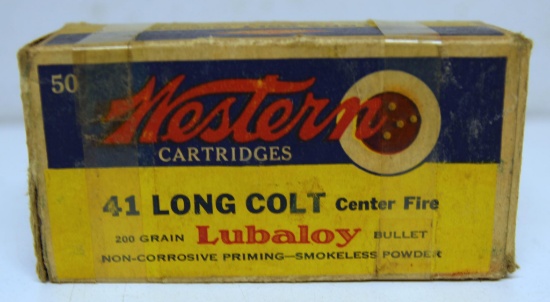 50
Western
CARTRIDGES
41 LONG COLT Center Fire
200 GRAIN Lubaloy BULLET
NON-CORROSIVE PRIMING—SMOKELESS POWDER